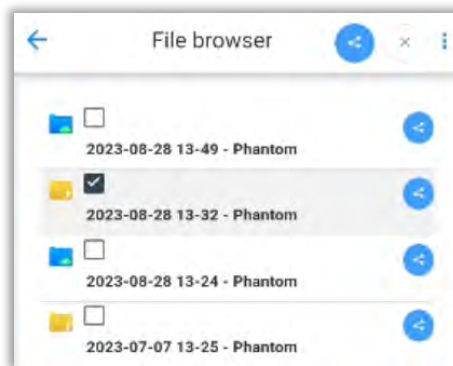 File browser
2023-08-28 13-49 - Phantom
2023-08-28 13-32 - Phantom
2023-08-28 13-24 - Phantom
2023-07-07 13-25 - Phantom